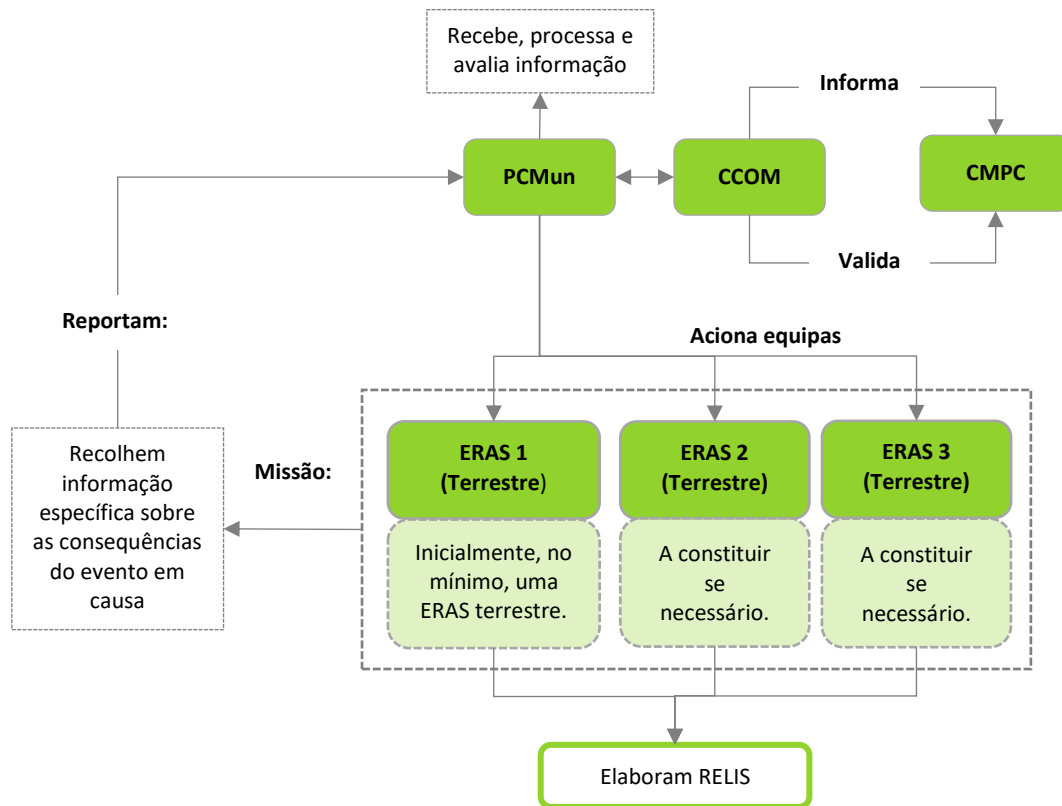 Recebe, processa e
avalia informação
Informa
PCMun
CCOM
CMPC
Valida
Reportam:
Aciona equipas
Recolhem
informação
específica sobre
as consequências
do evento em
causa
Missão:
ERAS 1
(Terrestre)
ERAS 2
(Terrestre)
ERAS 3
(Terrestre)
Inicialmente, no
mínimo, uma
ERAS terrestre.
A constituir
se
necessário.
A constituir
se
necessário.
Elaboram RELIS